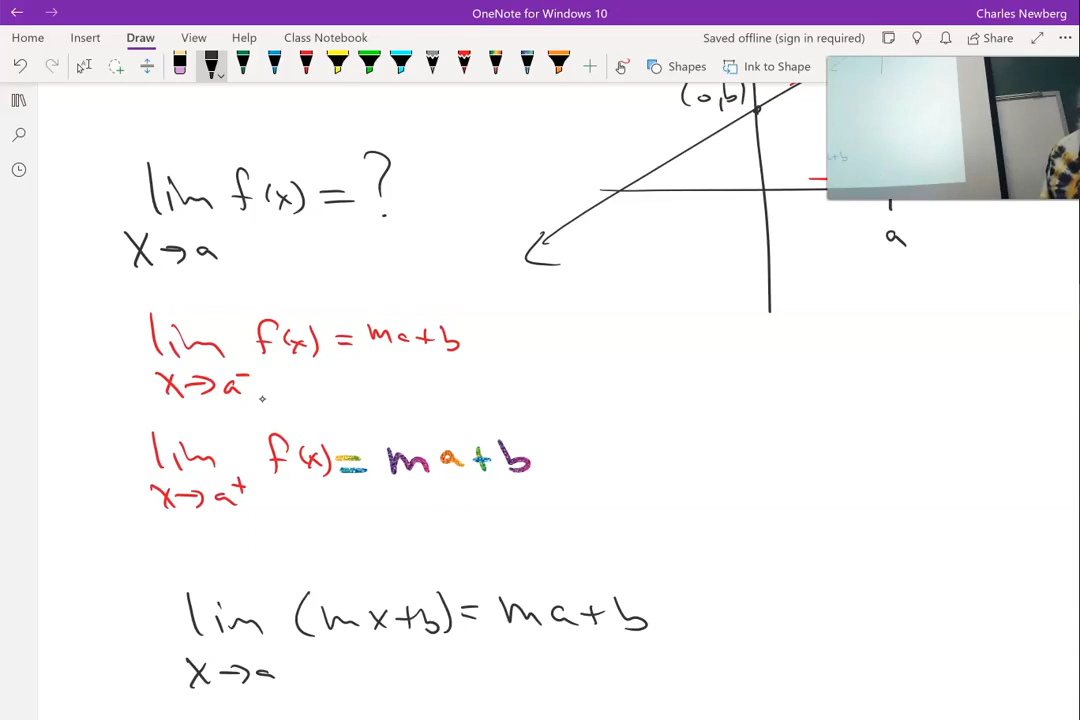 OneNote for Windows 10
Charles Newberg
Home Insert Draw View Help Class Notebook
Saved offline (sign in required)
Share
Shapes
Ink to Shape
(0,b)
lim f(x) = ?
x→a
a
lim f(x) = ma+b
x→a⁻
lim f(x) = ma+b
x→a⁺
lim (mx+b) = ma+b
x→a